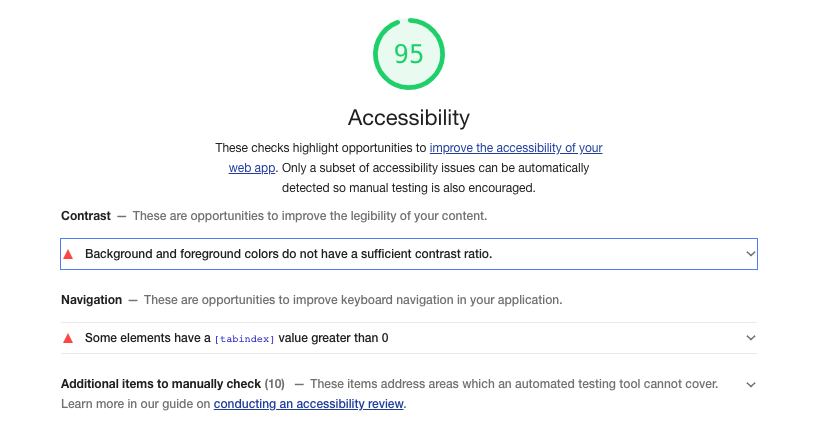 95
Accessibility
These checks highlight opportunities to improve the accessibility of your
web app. Only a subset of accessibility issues can be automatically
detected so manual testing is also encouraged.
Contrast — These are opportunities to improve the legibility of your content.
Background and foreground colors do not have a sufficient contrast ratio.
Navigation — These are opportunities to improve keyboard navigation in your application.
Some elements have a [tabindex] value greater than 0
Additional items to manually check (10) — These items address areas which an automated testing tool cannot cover.
Learn more in our guide on conducting an accessibility review.